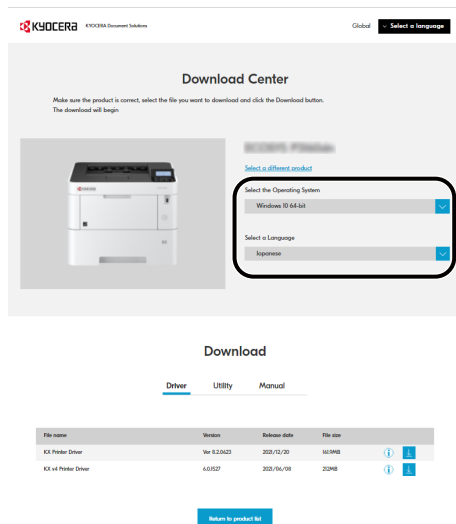 KYOCERA KYOCERA Document Solutions Global Select a language
Download Center
Make sure the product is correct, select the file you want to download and click the Download button.
The download will begin
Select a different product
Select the Operating System
Windows 10 64-bit
Select a Language
Japanese
Download
Driver Utility Manual
File name Version Release date File size
KX Printer Driver Ver 8.2.0623 2021/12/20 161.9MB
KX v4 Printer Driver 6.0.1527 2021/06/08 212MB
Return to product list